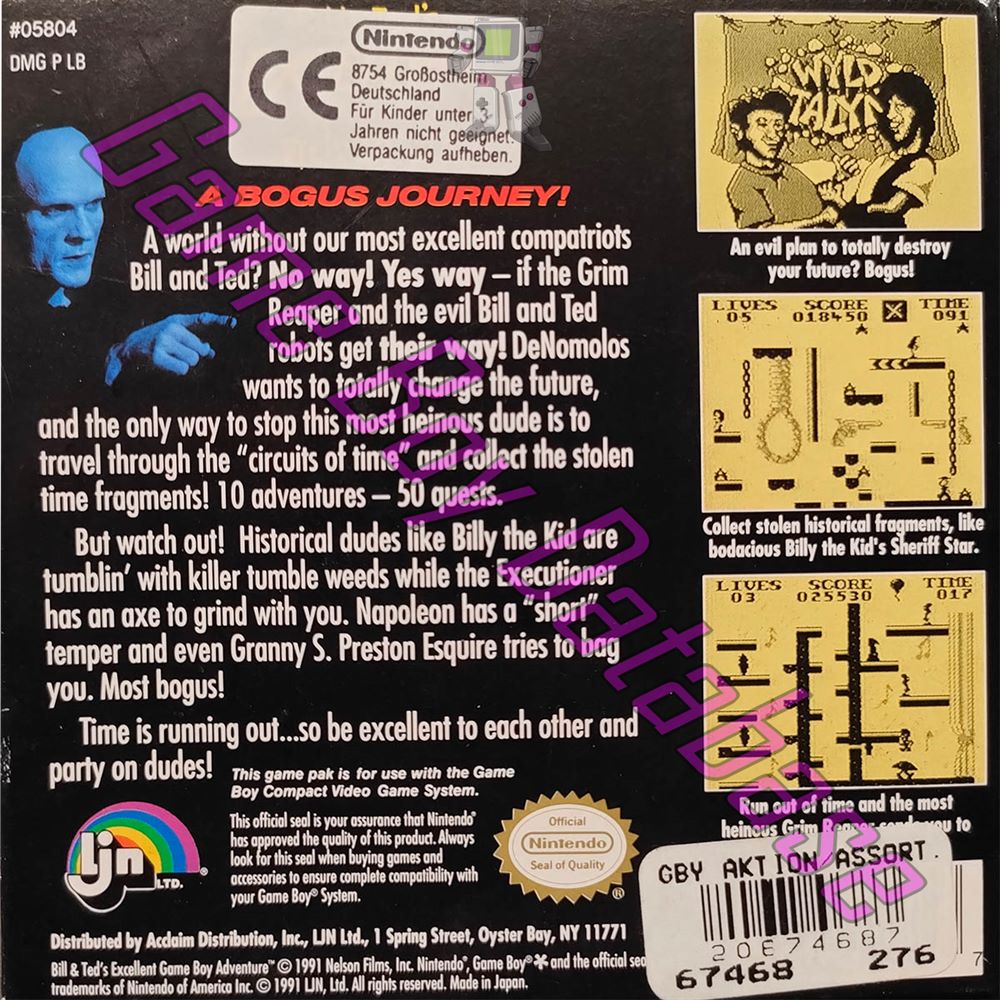 #05804
DMG P LB
CE
Nintendo
8754 Großostheim
Deutschland
Für Kinder unter 3
Jahren nicht geeignet.
Verpackung aufheben.
A BOGUS JOURNEY!
A world without our most excellent compatriots
Bill and Ted? No way! Yes way – if the Grim
Reaper and the evil Bill and Ted
robots get their way! DeNomolos
wants to totally change the future,
and the only way to stop this most heinous dude is to
travel through the "circuits of time" and collect the stolen
time fragments! 10 adventures – 50 quests.
But watch out! Historical dudes like Billy the Kid are
tumblin' with killer tumble weeds while the Executioner
has an axe to grind with you. Napoleon has a "short"
temper and even Granny S. Preston Esquire tries to bag
you. Most bogus!
Time is running out...so be excellent to each other and
party on dudes!
This game pak is for use with the Game
Boy Compact Video Game System.
This official seal is your assurance that Nintendo®
has approved the quality of this product. Always
look for this seal when buying games and
accessories to ensure complete compatibility with
your Game Boy® System.
Official
Nintendo
Seal of Quality
®
ljn
LTD.
®
Distributed by Acclaim Distribution, Inc., LJN Ltd., 1 Spring Street, Oyster Bay, NY 11771
Bill & Ted's Excellent Game Boy Adventure™ © 1991 Nelson Films, Inc. Nintendo®, Game Boy® and the official
trademarks of Nintendo of America Inc. © 1991 LJN, Ltd. All rights reserved. Made in Japan.
WYLD
An evil plan to totally destroy
your future? Bogus!
LIVES SCORE TIME
05 018450 091
Collect stolen historical fragments, like
bodacious Billy the Kid's Sheriff Star.
LIVES SCORE TIME
03 025530 017
Run out of time and the most
heinous Grim Reaper sends you to
GBY AKTION/ASSORT.
20674687
67468 276
7
Game Boy Database